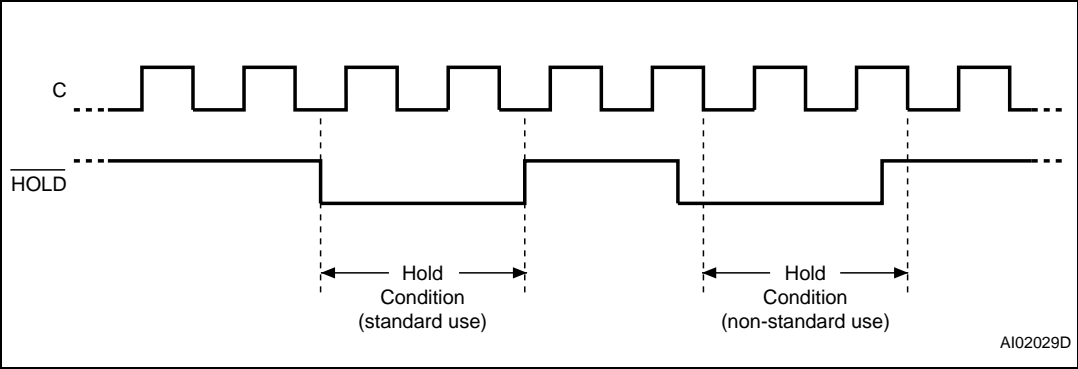 C
HOLD
Hold
Condition
(standard use)
Hold
Condition
(non-standard use)
AI02029D